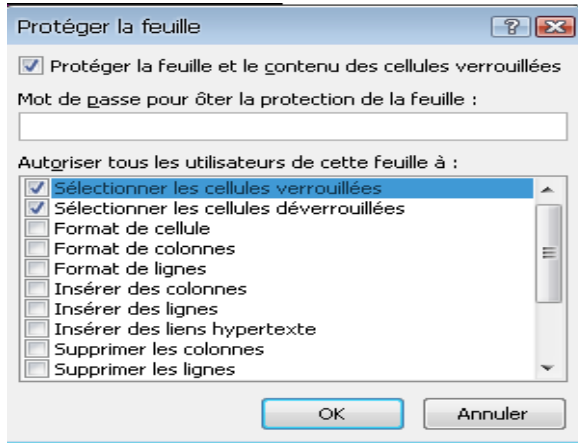 Protéger la feuille
Protéger la feuille et le contenu des cellules verrouillées
Mot de passe pour ôter la protection de la feuille :
Autoriser tous les utilisateurs de cette feuille à :
Sélectionner les cellules verrouillées
Sélectionner les cellules déverrouillées
Format de cellule
Format de colonnes
Format de lignes
Insérer des colonnes
Insérer des lignes
Insérer des liens hypertexte
Supprimer les colonnes
Supprimer les lignes
OK Annuler